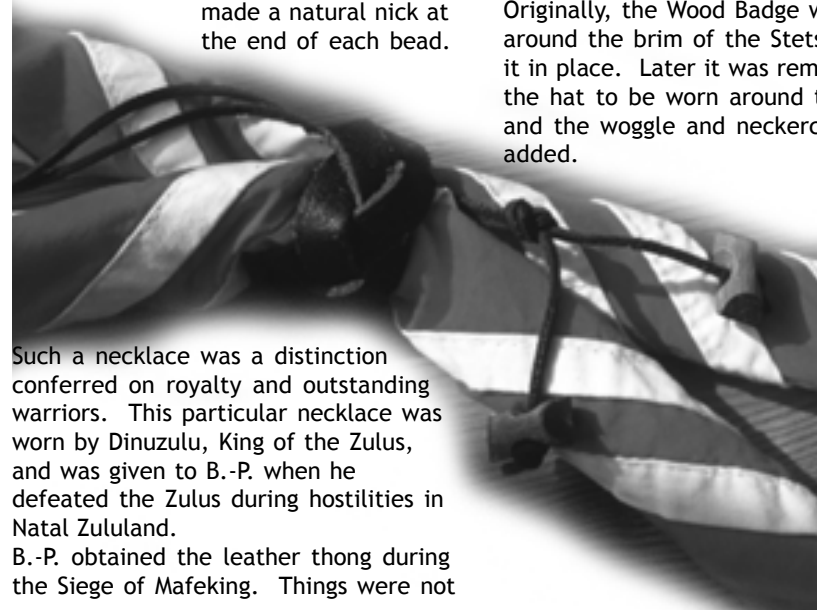 made a natural nick at
the end of each bead.
Such a necklace was a distinction
conferred on royalty and outstanding
warriors. This particular necklace was
worn by Dinuzulu, King of the Zulus,
and was given to B.-P. when he
defeated the Zulus during hostilities in
Natal Zululand.
B.-P. obtained the leather thong during
the Siege of Mafeking. Things were not
Originally, the Wood Badge
around the brim of the
it in place. Later it was
the hat to be worn around
and the woggle and
added.